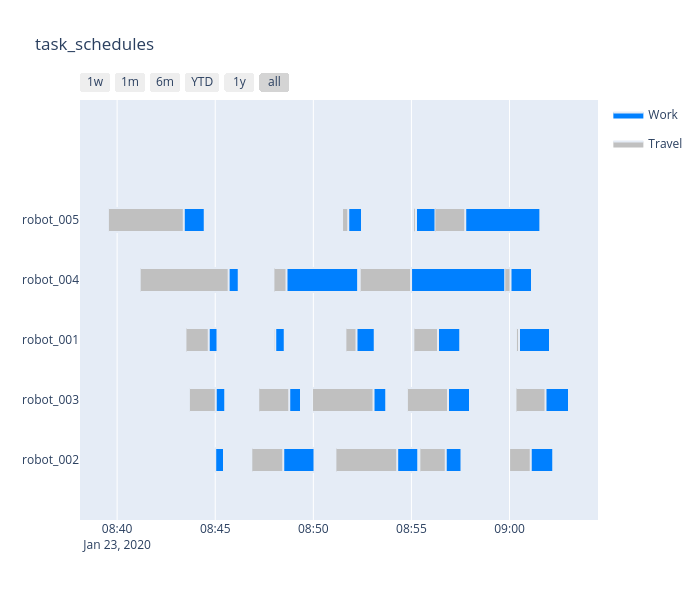 task_schedules
1w 1m 6m YTD 1y all
Work
Travel
robot_005
robot_004
robot_001
robot_003
robot_002
08:40 08:45 08:50 08:55 09:00
Jan 23, 2020